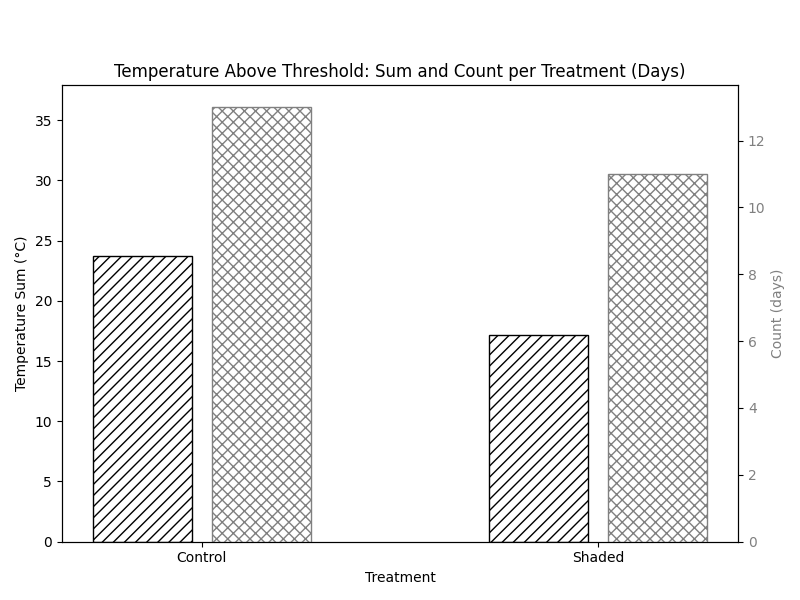 Temperature Above Threshold: Sum and Count per Treatment (Days)
Temperature Sum (°C)
35
30
25
20
15
10
5
0
12
10
8
6
4
2
0
Count (days)
Control
Shaded
Treatment